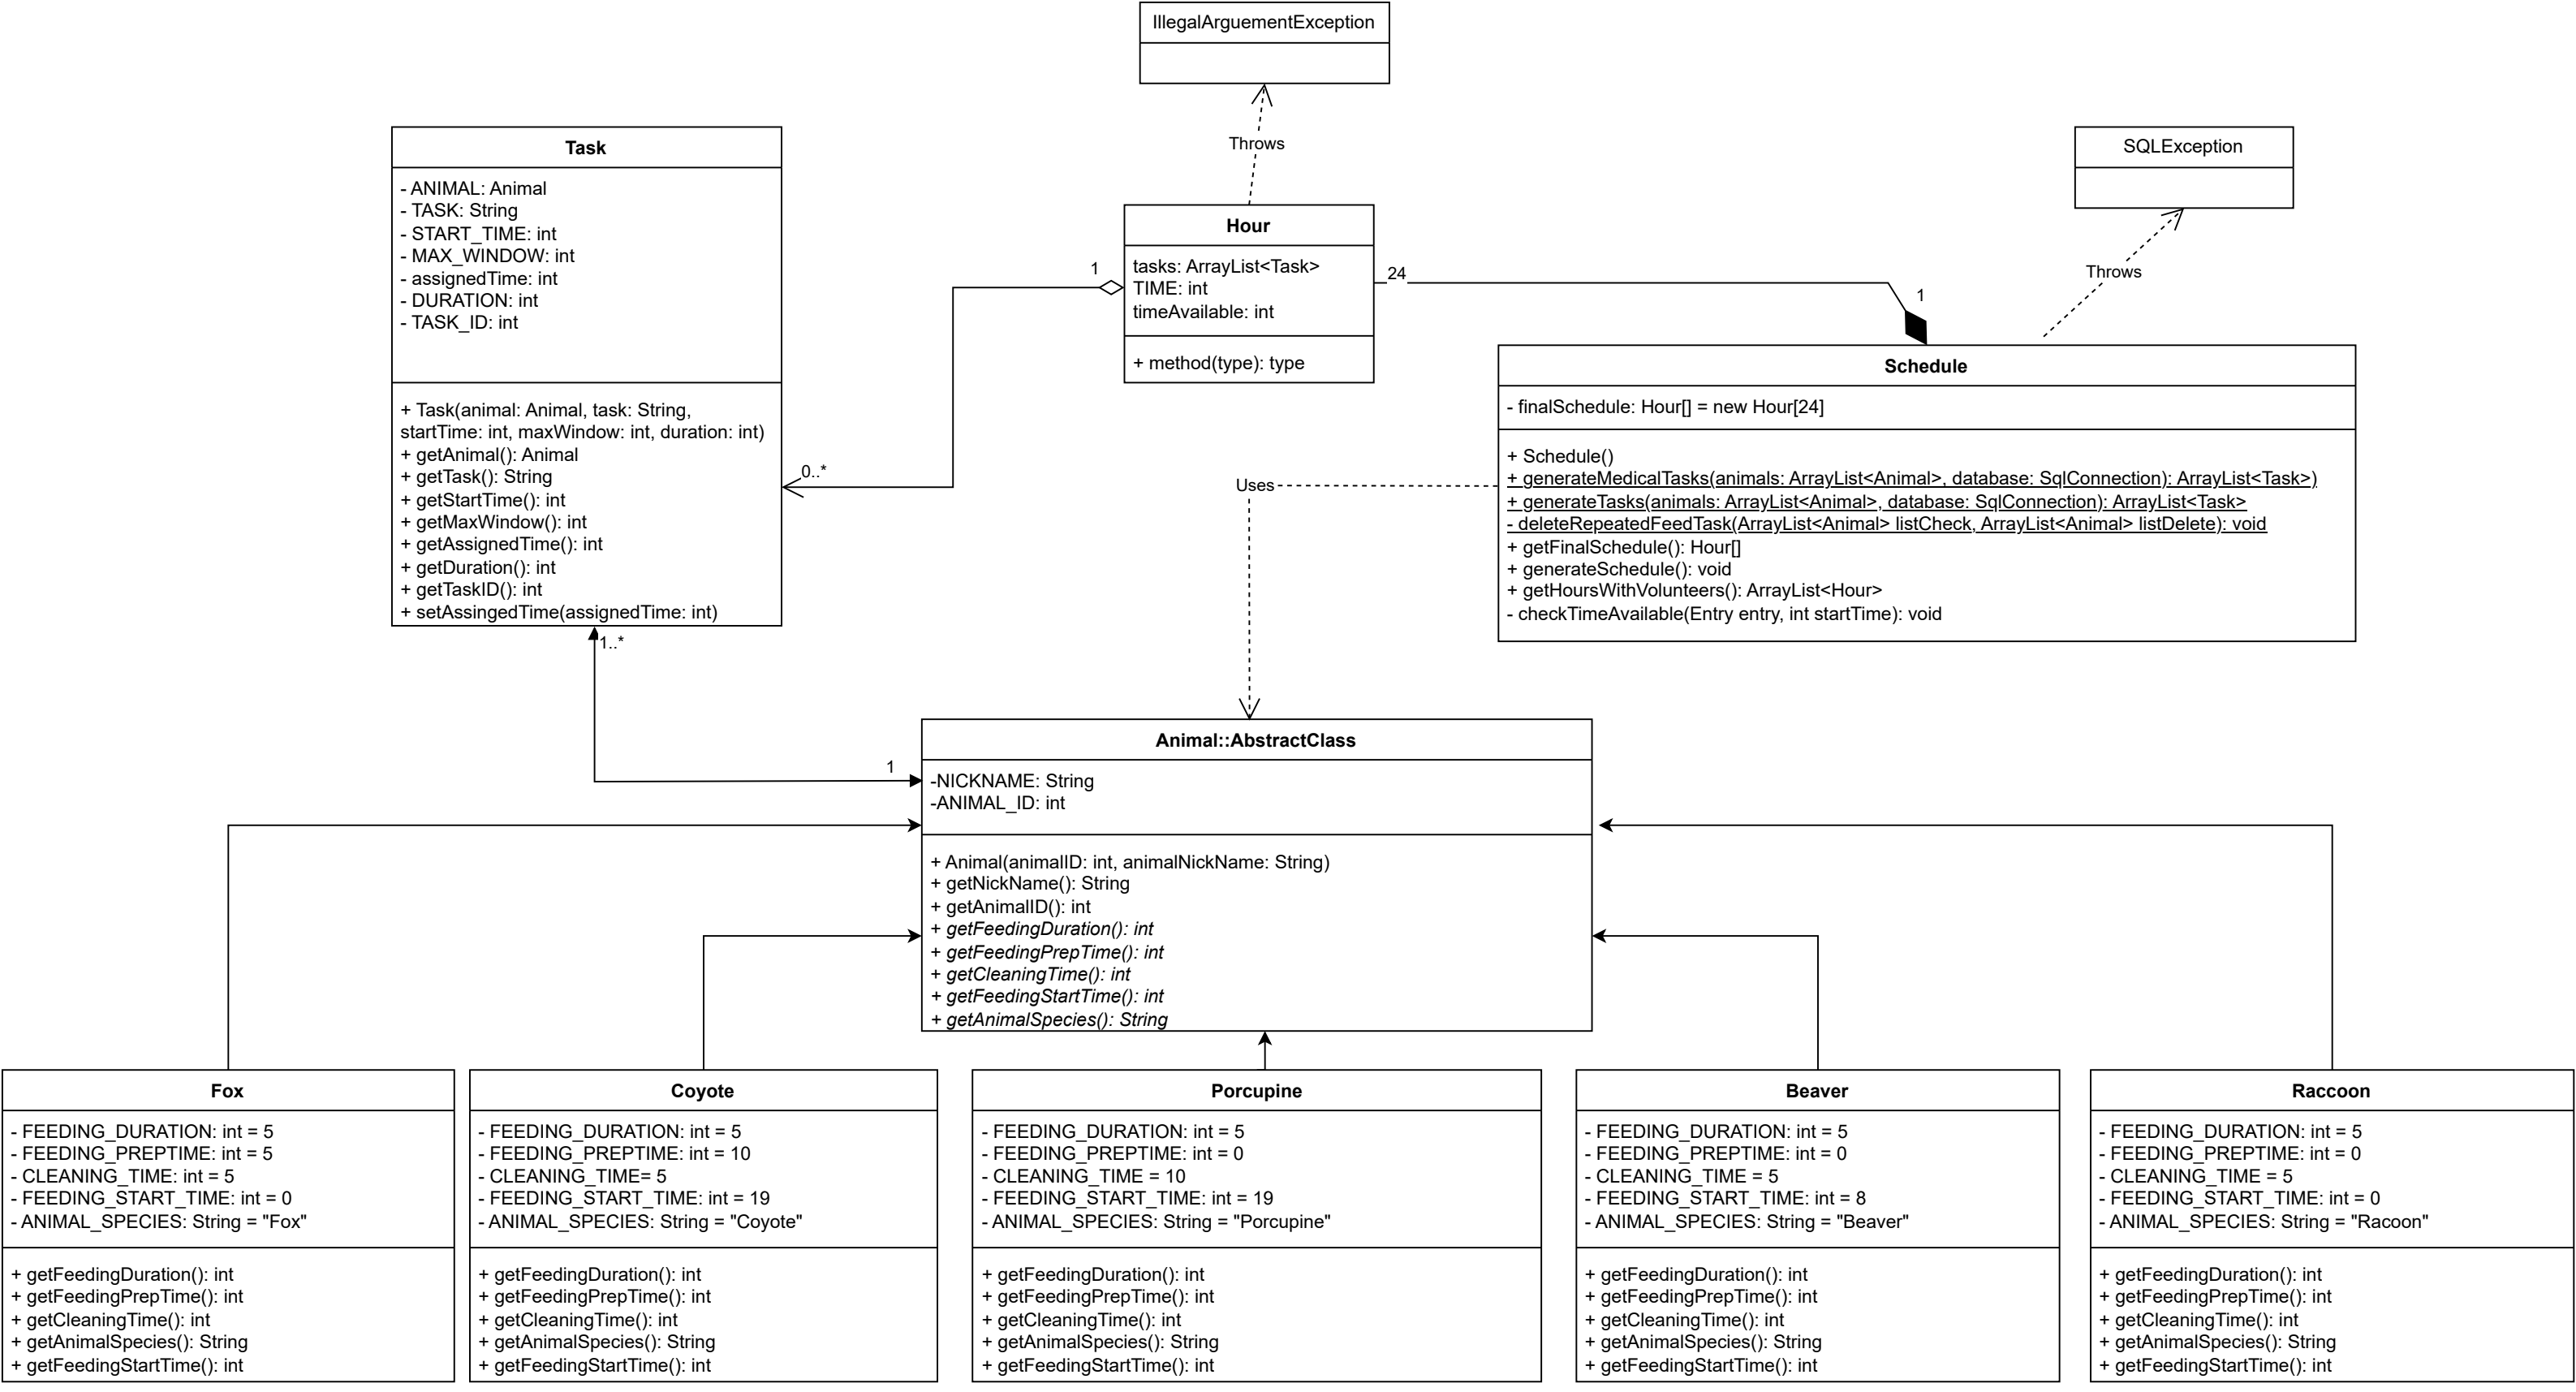 IllegalArguementException
Throws
Task
- ANIMAL: Animal
- TASK: String
- START_TIME: int
- MAX_WINDOW: int
- assignedTime: int
- DURATION: int
- TASK_ID: int
+ Task(animal: Animal, task: String,
startTime: int, maxWindow: int, duration: int)
+ getAnimal(): Animal
+ getTask(): String
+ getStartTime(): int
+ getMaxWindow(): int
+ getAssignedTime(): int
+ getDuration(): int
+ getTaskID(): int
+ setAssingedTime(assignedTime: int)
1
0..*
1..*
1
Hour
tasks: ArrayList<Task>
TIME: int
timeAvailable: int
+ method(type): type
24
1
SQLException
Throws
Schedule
- finalSchedule: Hour[] = new Hour[24]
+ Schedule()
+ generateMedicalTasks(animals: ArrayList<Animal>, database: SqlConnection): ArrayList<Task>)
+ generateTasks(animals: ArrayList<Animal>, database: SqlConnection): ArrayList<Task>
- deleteRepeatedFeedTask(ArrayList<Animal> listCheck, ArrayList<Animal> listDelete): void
+ getFinalSchedule(): Hour[]
+ generateSchedule(): void
+ getHoursWithVolunteers(): ArrayList<Hour>
- checkTimeAvailable(Entry entry, int startTime): void
Uses
Animal::AbstractClass
-NICKNAME: String
-ANIMAL_ID: int
+ Animal(animalID: int, animalNickName: String)
+ getNickName(): String
+ getAnimalID(): int
+ getFeedingDuration(): int
+ getFeedingPrepTime(): int
+ getCleaningTime(): int
+ getFeedingStartTime(): int
+ getAnimalSpecies(): String
Fox
- FEEDING_DURATION: int = 5
- FEEDING_PREPTIME: int = 5
- CLEANING_TIME: int = 5
- FEEDING_START_TIME: int = 0
- ANIMAL_SPECIES: String = "Fox"
+ getFeedingDuration(): int
+ getFeedingPrepTime(): int
+ getCleaningTime(): int
+ getAnimalSpecies(): String
+ getFeedingStartTime(): int
Coyote
- FEEDING_DURATION: int = 5
- FEEDING_PREPTIME: int = 10
- CLEANING_TIME= 5
- FEEDING_START_TIME: int = 19
- ANIMAL_SPECIES: String = "Coyote"
+ getFeedingDuration(): int
+ getFeedingPrepTime(): int
+ getCleaningTime(): int
+ getAnimalSpecies(): String
+ getFeedingStartTime(): int
Porcupine
- FEEDING_DURATION: int = 5
- FEEDING_PREPTIME: int = 0
- CLEANING_TIME = 10
- FEEDING_START_TIME: int = 19
- ANIMAL_SPECIES: String = "Porcupine"
+ getFeedingDuration(): int
+ getFeedingPrepTime(): int
+ getCleaningTime(): int
+ getAnimalSpecies(): String
+ getFeedingStartTime(): int
Beaver
- FEEDING_DURATION: int = 5
- FEEDING_PREPTIME: int = 0
- CLEANING_TIME = 5
- FEEDING_START_TIME: int = 8
- ANIMAL_SPECIES: String = "Beaver"
+ getFeedingDuration(): int
+ getFeedingPrepTime(): int
+ getCleaningTime(): int
+ getAnimalSpecies(): String
+ getFeedingStartTime(): int
Raccoon
- FEEDING_DURATION: int = 5
- FEEDING_PREPTIME: int = 0
- CLEANING_TIME = 5
- FEEDING_START_TIME: int = 0
- ANIMAL_SPECIES: String = "Racoon"
+ getFeedingDuration(): int
+ getFeedingPrepTime(): int
+ getCleaningTime(): int
+ getAnimalSpecies(): String
+ getFeedingStartTime(): int